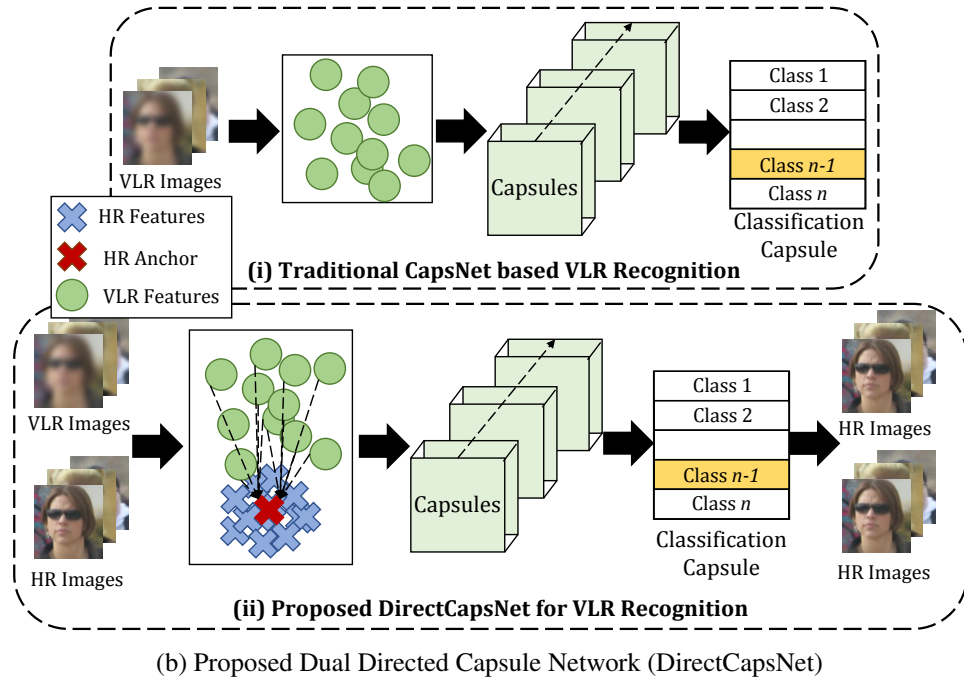 VLR Images
Capsules
Class 1
Class 2
Class n-1
Class n
Classification
Capsule
HR Features
HR Anchor
VLR Features
(i) Traditional CapsNet based VLR Recognition
VLR Images
HR Images
Capsules
Class 1
Class 2
Class n-1
Class n
Classification
Capsule
HR Images
HR Images
(ii) Proposed DirectCapsNet for VLR Recognition
(b) Proposed Dual Directed Capsule Network (DirectCapsNet)